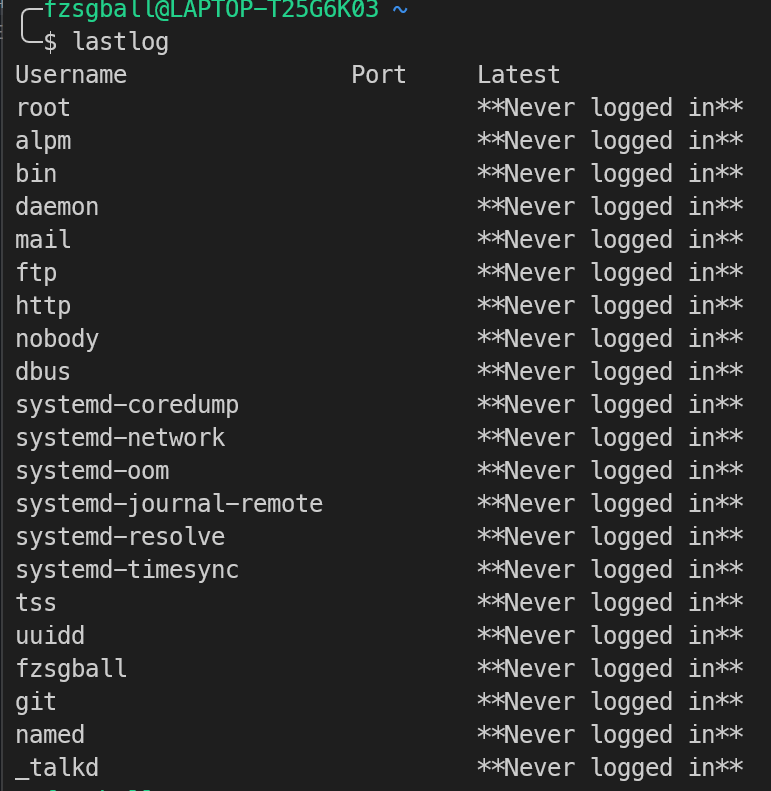 fzsgball@LAPTOP-T25G6K03 ~
$ lastlog
Username Port Latest
root **Never logged in**
alpm **Never logged in**
bin **Never logged in**
daemon **Never logged in**
mail **Never logged in**
ftp **Never logged in**
http **Never logged in**
nobody **Never logged in**
dbus **Never logged in**
systemd-coredump **Never logged in**
systemd-network **Never logged in**
systemd-oom **Never logged in**
systemd-journal-remote **Never logged in**
systemd-resolve **Never logged in**
systemd-timesync **Never logged in**
tss **Never logged in**
uuidd **Never logged in**
fzsgball **Never logged in**
git **Never logged in**
named **Never logged in**
_talkd **Never logged in**